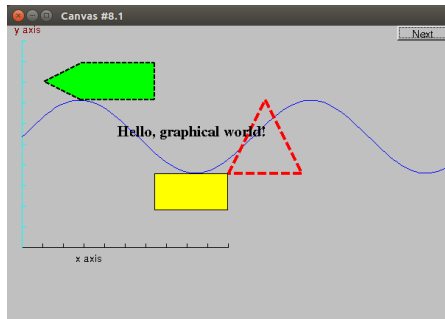 Canvas #8.1
y axis
Next
Hello, graphical world!
x axis